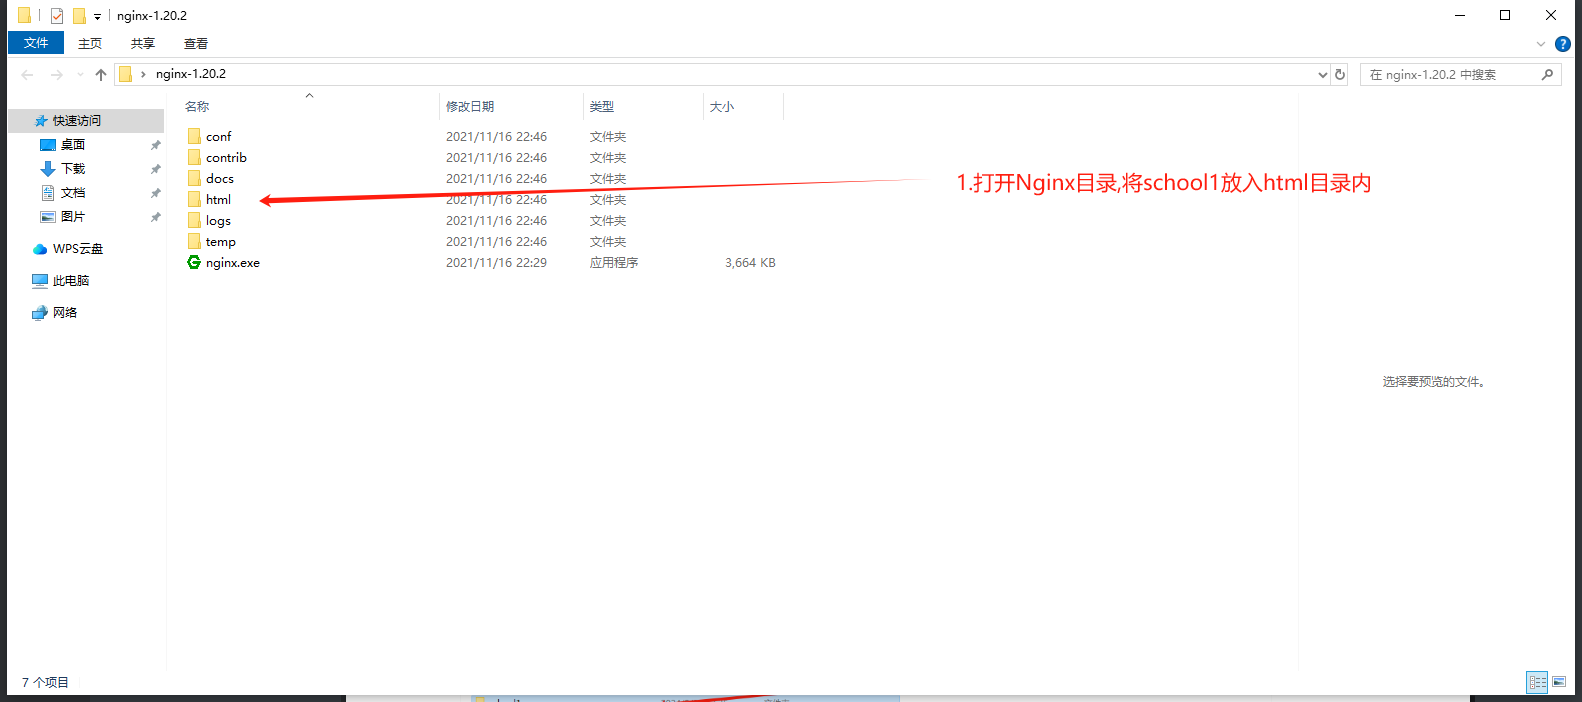 nginx-1.20.2
文件 主页 共享 查看
nginx-1.20.2 在 nginx-1.20.2 中搜索
名称 修改日期 类型 大小
快速访问
桌面
下载
文档
图片
WPS云盘
此电脑
网络
conf 2021/11/16 22:46 文件夹
contrib 2021/11/16 22:46 文件夹
docs 2021/11/16 22:46 文件夹
html 2021/11/16 22:46 文件夹
logs 2021/11/16 22:46 文件夹
temp 2021/11/16 22:46 文件夹
nginx.exe 2021/11/16 22:29 应用程序 3,664 KB
1.打开Nginx目录,将school1放入html目录内
选择要预览的文件。
7 个项目